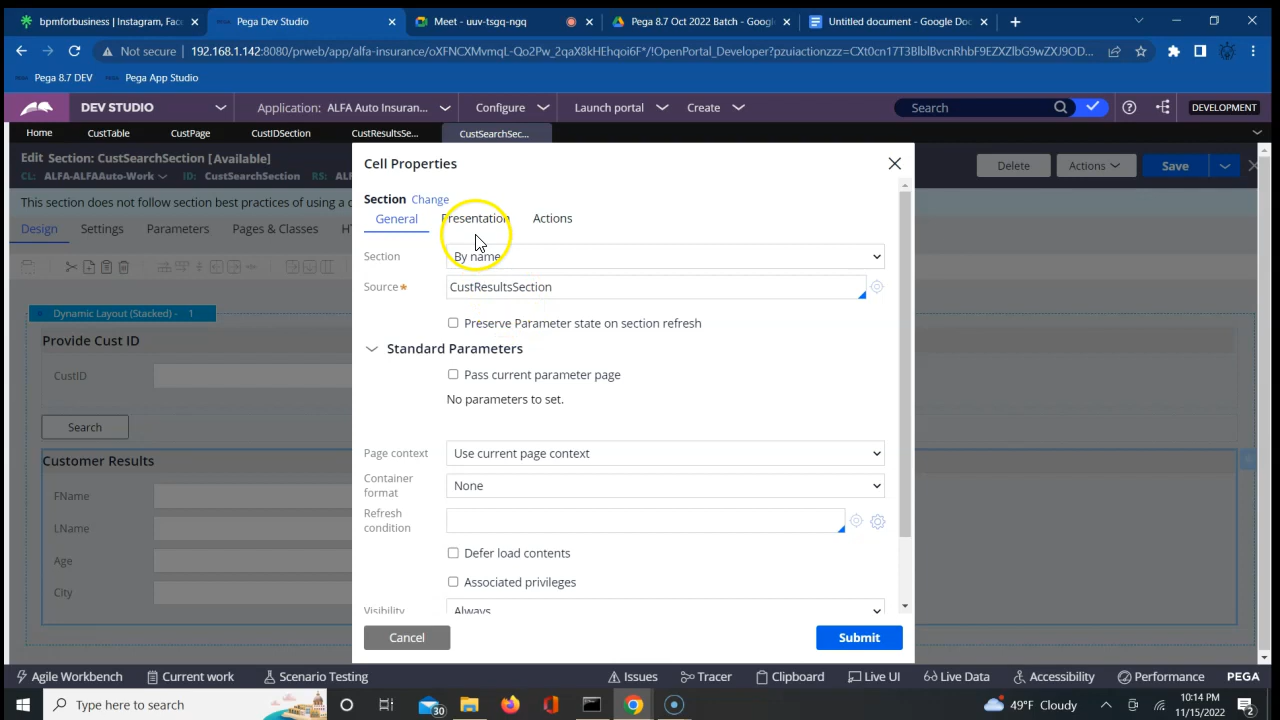 bpmforbusiness | Instagram, Face
Pega Dev Studio
Meet - uuv-tsgq-nqq
Pega 8.7 Oct 2022 Batch - Google
Untitled document - Google Doc
Not secure 192.168.1.142:8080/prweb/app/alfa-insurance/oXFNCXMvmqL-Qo2Pw_2qaX8kHEhqoi6F*/!OpenPortal_Developer?pzuiactionzzz=CXt0cn17T3BlblBvcnRhbF9EZXZlbG9wZXJ9OD...
Pega 8.7 DEV Pega App Studio
DEV STUDIO Application: ALFA Auto Insuran... Configure Launch portal Create Search DEVELOPMENT
Home CustTable CustPage CustIDSection CustResultsSe... CustSearchSec...
Edit Section: CustSearchSection [Available]
CL: ALFA-ALFAAuto-Work ID: CustSearchSection RS: ALF
Delete Actions Save
This section does not follow section best practices of using a d
Design Settings Parameters Pages & Classes HT
Dynamic Layout (Stacked) - 1
Provide Cust ID
CustID
Search
Customer Results
FName
LName
Age
City
Cell Properties
Section Change
General Presentation Actions
Section By name
Source★ CustResultsSection
Preserve Parameter state on section refresh
Standard Parameters
Pass current parameter page
No parameters to set.
Page context Use current page context
Container format None
Refresh condition
Defer load contents
Associated privileges
Visibility Always
Cancel Submit
Agile Workbench Current work Scenario Testing Issues Tracer Clipboard Live UI Live Data Accessibility Performance PEGA
Type here to search 30 49°F Cloudy 10:14 PM
11/15/2022 2